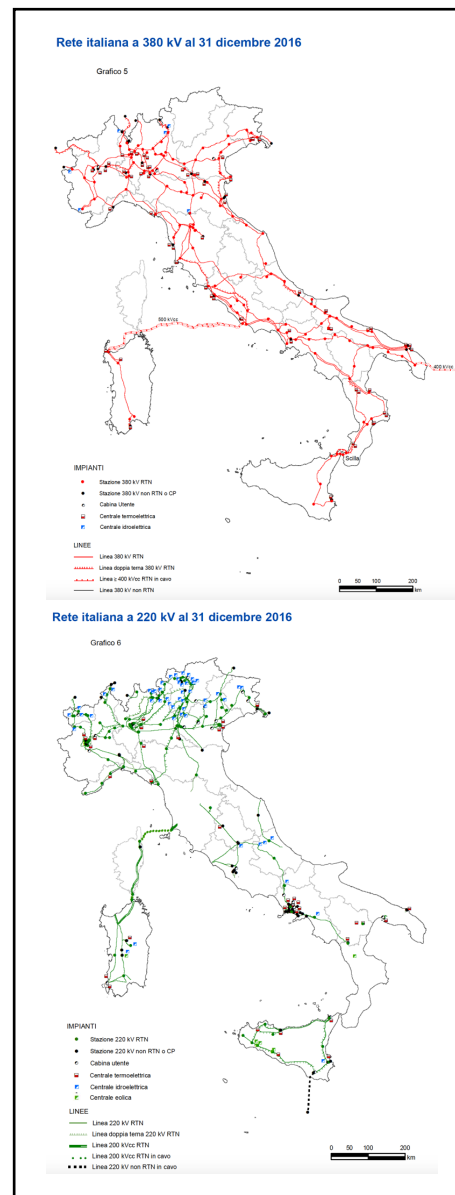 Rete italiana a 380 kV al 31 dicembre 2016
Grafico 5
500 kVcc
400 kVcc
Scilla
IMPIANTI
Stazione 380 kV RTN
Stazione 380 kV non RTN o CP
Cabina Utente
Centrale termoelettrica
Centrale idroelettrica
LINEE
Linea 380 kV RTN
Linea doppia terna 380 kV RTN
Linea ≥ 400 kVcc RTN in cavo
Linea 380 kV non RTN
0 50 100 200
km
Rete italiana a 220 kV al 31 dicembre 2016
Grafico 6
IMPIANTI
Stazione 220 kV RTN
Stazione 220 kV non RTN o CP
Cabina utente
Centrale termoelettrica
Centrale idroelettrica
Centrale eolica
LINEE
Linea 220 kV RTN
Linea doppia terna 220 kV RTN
Linea 200 kVcc RTN
Linea 200 kVcc RTN in cavo
Linea 220 kV non RTN in cavo
0 50 100 200
km